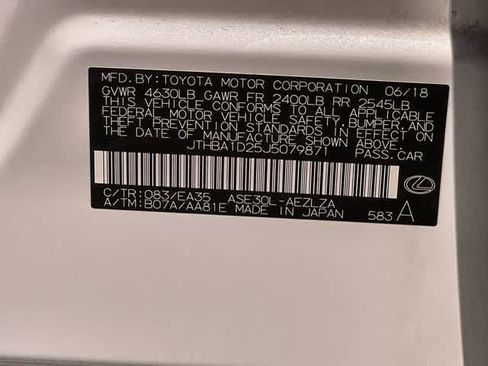 MFD. BY: TOYOTA MOTOR CORPORATION 06/18
GVWR 4630LB GAWR FR 2400LB RR 2545LB
THIS VEHICLE CONFORMS TO ALL APPLICABLE
FEDERAL MOTOR VEHICLE SAFETY, BUMPER, AND
THEFT PREVENTION STANDARDS IN EFFECT
ON THE DATE OF MANUFACTURE SHOWN ABOVE.
JTHBA1D25J5079871 PASS.CAR
C/TR: 083/EA35 ASE30L-AEZLZA
A/TM: B07A/AA81E MADE IN JAPAN 583 A